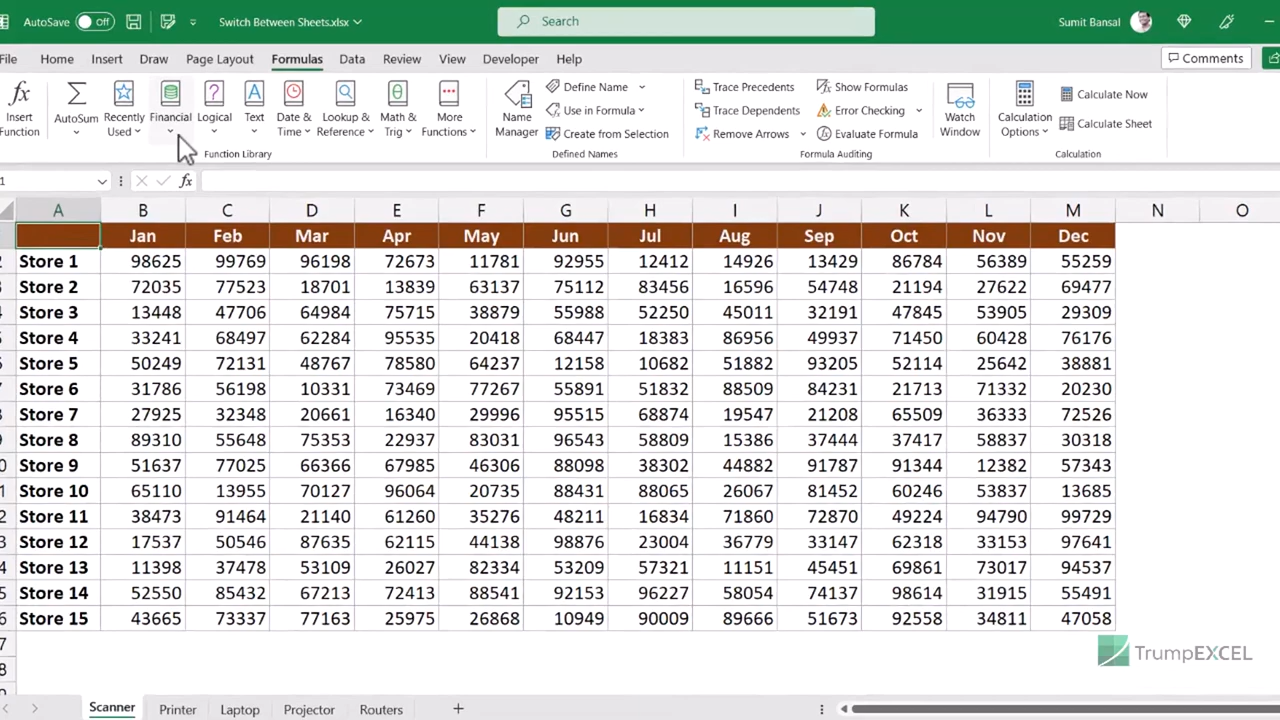 AutoSave Off Switch Between Sheets.xlsx Search Sumit Bansal
File Home Insert Draw Page Layout Formulas Data Review View Developer Help Comments
Insert Function
AutoSum
Recently Used
Financial
Logical
Text
Date & Time
Lookup & Reference
Math & Trig
More Functions
Function Library
Name Manager
Define Name
Use in Formula
Create from Selection
Defined Names
Trace Precedents
Trace Dependents
Remove Arrows
Show Formulas
Error Checking
Evaluate Formula
Formula Auditing
Watch Window
Calculation Options
Calculate Now
Calculate Sheet
Calculation
1 fx
A B C D E F G H I J K L M N O
Jan Feb Mar Apr May Jun Jul Aug Sep Oct Nov Dec
2 Store 1 98625 99769 96198 72673 11781 92955 12412 14926 13429 86784 56389 55259
3 Store 2 72035 77523 18701 13839 63137 75112 83456 16596 54748 21194 27622 69477
Store 3 13448 47706 64984 75715 38879 55988 52250 45011 32191 47845 53905 29309
5 Store 4 33241 68497 62284 95535 20418 68447 18383 86956 49937 71450 60428 76176
Store 5 50249 72131 48767 78580 64237 12158 10682 51882 93205 52114 25642 38881
7 Store 6 31786 56198 10331 73469 77267 55891 51832 88509 84231 21713 71332 20230
8 Store 7 27925 32348 20661 16340 29996 95515 68874 19547 21208 65509 36333 72526
9 Store 8 89310 55648 75353 22937 83031 96543 58809 15386 37444 37417 58837 30318
0 Store 9 51637 77025 66366 67985 46306 88098 38302 44882 91787 91344 12382 57343
1 Store 10 65110 13955 70127 96064 20735 88431 88065 26067 81452 60246 53837 13685
2 Store 11 38473 91464 21140 61260 35276 48211 16834 71860 72870 49224 94790 99729
3 Store 12 17537 50546 87635 62115 44138 98876 23004 36779 33147 62318 33153 97641
4 Store 13 11398 37478 53109 26027 82334 53209 57321 11151 45451 69861 73017 94537
5 Store 14 52550 85432 67213 72413 88541 92153 96227 58054 74137 98614 31915 55491
6 Store 15 43665 73337 77163 25975 26868 10949 90009 89666 51673 92558 34811 47058
7
8
TrumpEXCEL
Scanner Printer Laptop Projector Routers